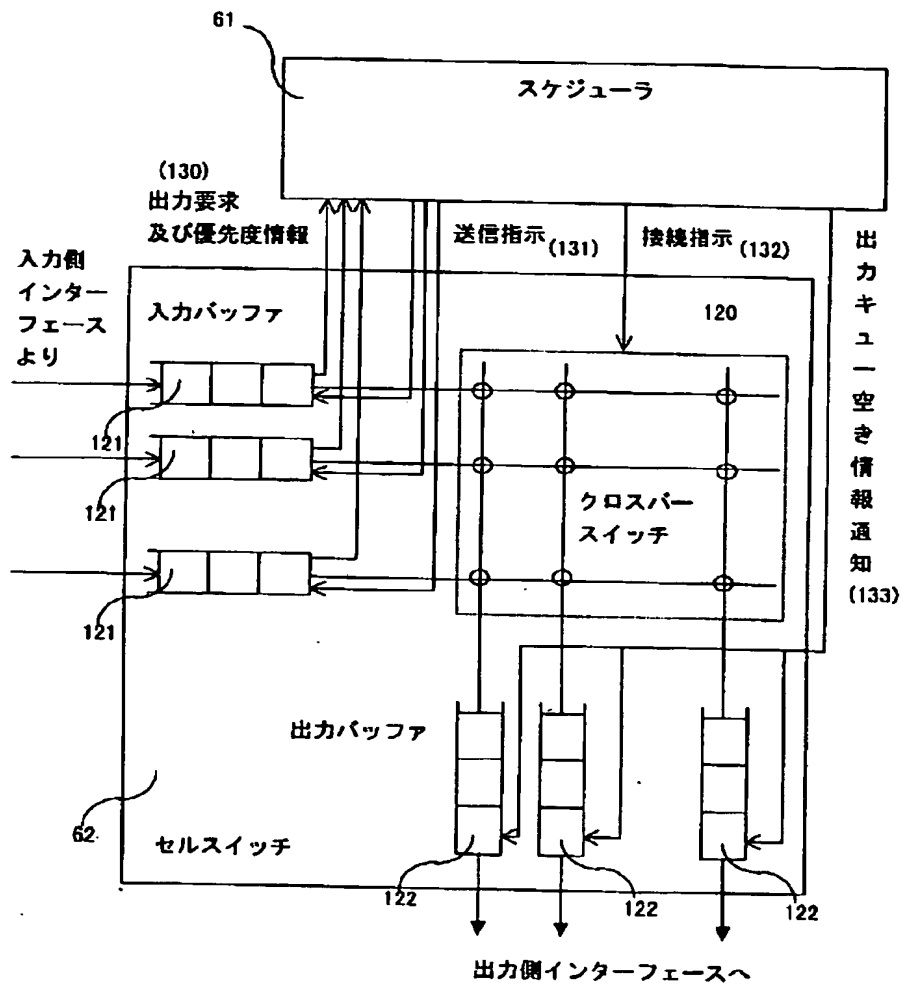 61
スケジューラ
(130)
出力要求
及び優先度情報
送信指示(131)
接続指示(132)
出力キュー空き情報通知
(133)
入力側
インター
フェース
より
入力バッファ
120
121
121
121
クロスバー
スイッチ
出力バッファ
62
セルスイッチ
122
122
122
出力側インターフェースへ